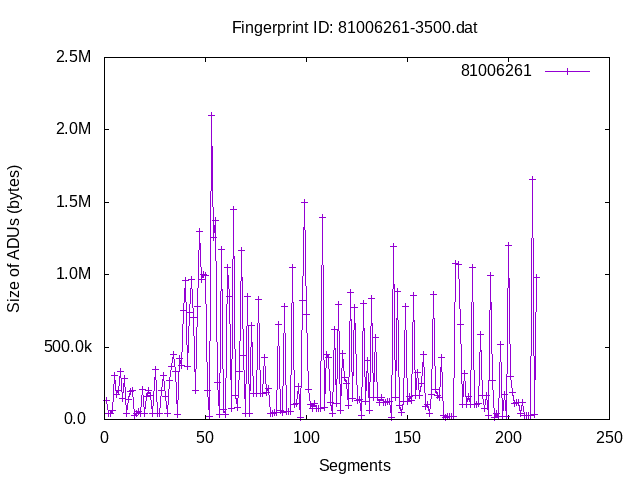 Fingerprint ID: 81006261-3500.dat
2.5M
81006261
2.0M
1.5M
1.0M
500.0k
0.0
Size of ADUs (bytes)
0 50 100 150 200 250
Segments